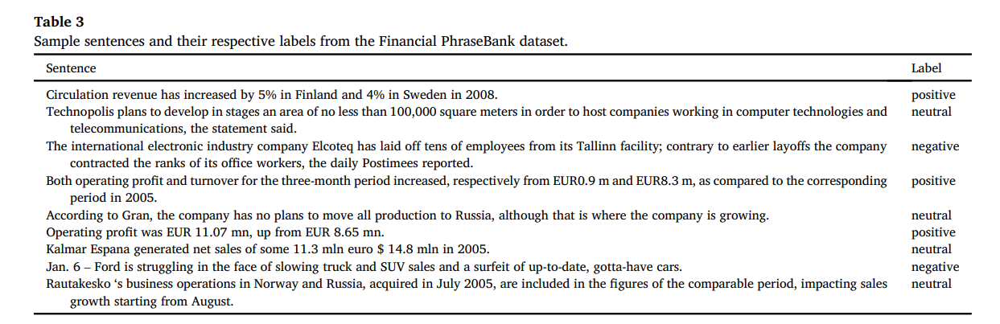 Table 3
Sample sentences and their respective labels from the Financial PhraseBank dataset.
Sentence Label
Circulation revenue has increased by 5% in Finland and 4% in Sweden in 2008. positive
Technopolis plans to develop in stages an area of no less than 100,000 square meters in order to host companies working in computer technologies and neutral
telecommunications, the statement said.
The international electronic industry company Elcoteq has laid off tens of employees from its Tallinn facility; contrary to earlier layoffs the company negative
contracted the ranks of its office workers, the daily Postimees reported.
Both operating profit and turnover for the three-month period increased, respectively from EUR0.9 m and EUR8.3 m, as compared to the corresponding positive
period in 2005.
According to Gran, the company has no plans to move all production to Russia, although that is where the company is growing. neutral
Operating profit was EUR 11.07 mn, up from EUR 8.65 mn. positive
Kalmar Espana generated net sales of some 11.3 mln euro $ 14.8 mln in 2005. neutral
Jan. 6 – Ford is struggling in the face of slowing truck and SUV sales and a surfeit of up-to-date, gotta-have cars. negative
Rautakesko ‘s business operations in Norway and Russia, acquired in July 2005, are included in the figures of the comparable period, impacting sales neutral
growth starting from August.